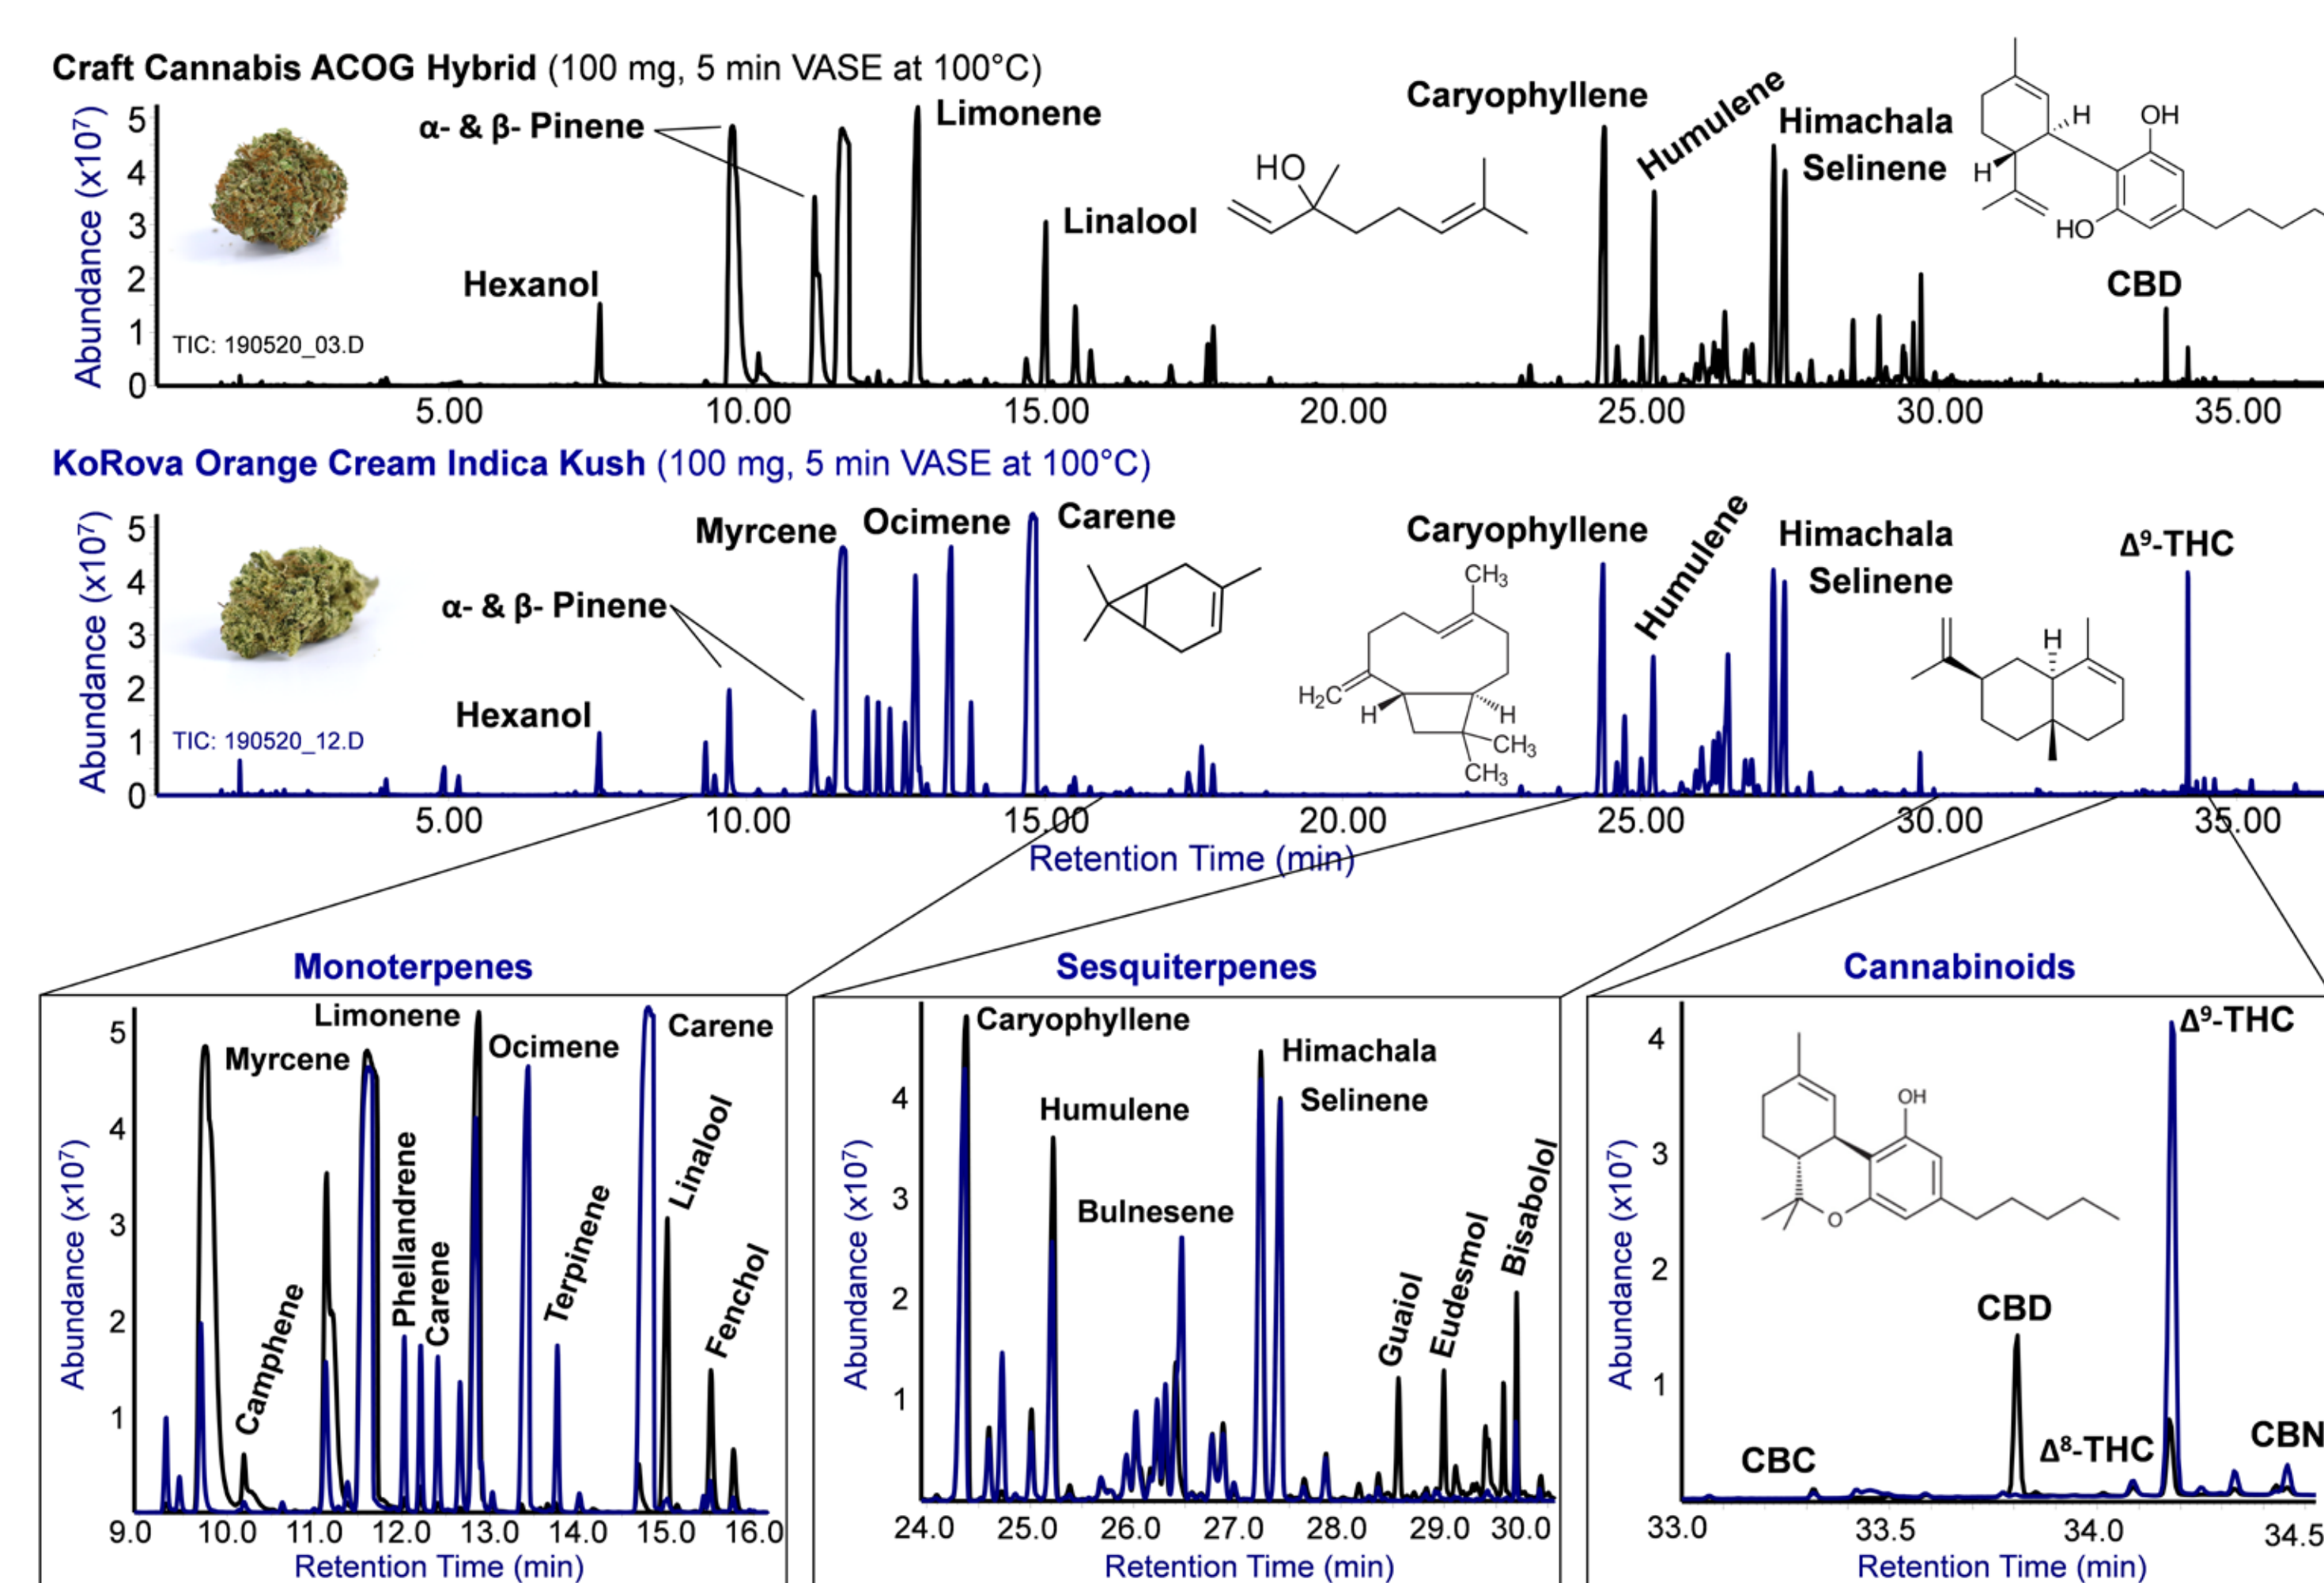 Craft Cannabis ACOG Hybrid (100 mg, 5 min VASE at 100°C)
Abundance (x10⁷)
5
4
3
2
1
0
TIC: 190520_03.D
Hexanol
α- & β- Pinene
Limonene
Linalool
HO
Caryophyllene
Humulene
Himachala
Selinene
H
H
OH
HO
CBD
5.00 10.00 15.00 20.00 25.00 30.00 35.00
KoRova Orange Cream Indica Kush (100 mg, 5 min VASE at 100°C)
Abundance (x10⁷)
5
4
3
2
1
0
TIC: 190520_12.D
Hexanol
α- & β- Pinene
Myrcene
Ocimene
Carene
Caryophyllene
CH₃
H₂C
H
H
CH₃
CH₃
Humulene
Himachala
Selinene
H
Δ⁹-THC
5.00 10.00 15.00 20.00 25.00 30.00 35.00
Retention Time (min)
Monoterpenes
Abundance (x10⁷)
5
4
3
2
1
Myrcene
Camphene
Limonene
Phellandrene
Carene
Ocimene
Terpinene
Carene
Linalool
Fenchol
9.0 10.0 11.0 12.0 13.0 14.0 15.0 16.0
Retention Time (min)
Sesquiterpenes
Abundance (x10⁷)
4
3
2
1
Caryophyllene
Humulene
Bulnesene
Himachala
Selinene
Guaiol
Eudesmol
Bisabolol
24.0 25.0 26.0 27.0 28.0 29.0 30.0
Retention Time (min)
Cannabinoids
Abundance (x10⁷)
4
3
2
1
OH
O
CBC
CBD
Δ⁸-THC
Δ⁹-THC
CBN
33.0 33.5 34.0 34.5
Retention Time (min)